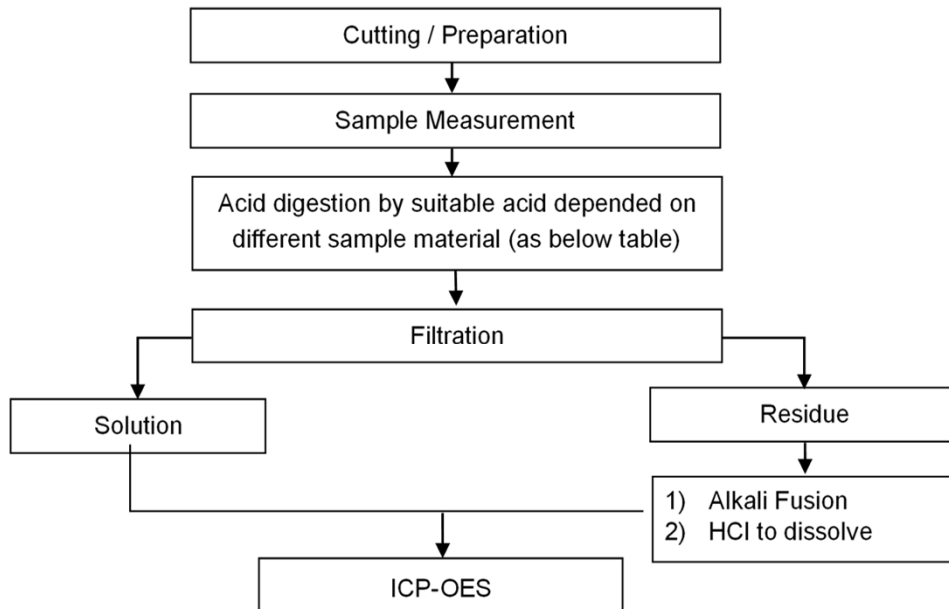 Cutting / Preparation
Sample Measurement
Acid digestion by suitable acid depended on
different sample material (as below table)
Filtration
Solution
Residue
1) Alkali Fusion
2) HCl to dissolve
ICP-OES